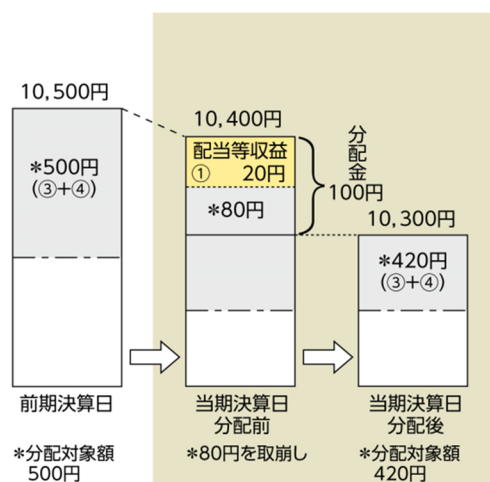 10,500円
*500円
(③+④)
前期決算日
*分配対象額
500円
10,400円
配当等収益
① 20円
*80円
分配金
100円
当期決算日
分配前
*80円を取崩し
10,300円
*420円
(③+④)
当期決算日
分配後
*分配対象額
420円